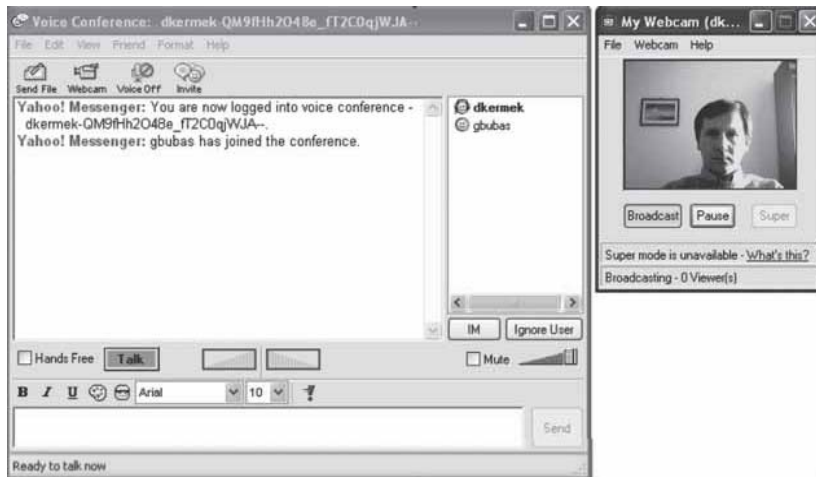 Voice Conference: dkermek-QM9fHh2O48e_fT2C0qjWJA--
File Edit View Friend Format Help
Send File Webcam Voice Off Invite
Yahoo! Messenger: You are now logged into voice conference -
dkermek-QM9fHh2O48e_fT2C0qjWJA--.
Yahoo! Messenger: gbubas has joined the conference.
dkermek
gbubas
IM Ignore User
Hands Free Talk Mute
B I U Arial 10
Send
Ready to talk now
My Webcam (dk...
File Webcam Help
Broadcast Pause Super
Super mode is unavailable - What's this?
Broadcasting - 0 Viewer(s)